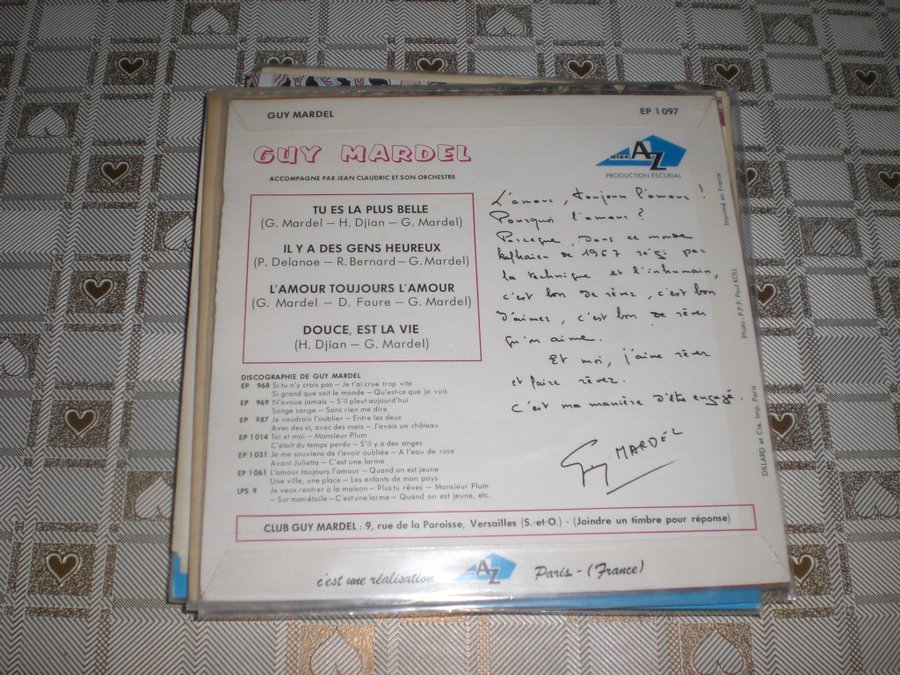 GUY MARDEL
EP 1097
GUY MARDEL
ACCOMPAGNÉ PAR JEAN CLAUDRIC ET SON ORCHESTRE
DISC AZ
PRODUCTION ESCURIAL
TU ES LA PLUS BELLE
(G. Mardel – H. Djian – G. Mardel)
IL Y A DES GENS HEUREUX
(P. Delanoe – R. Bernard – G. Mardel)
L'AMOUR TOUJOURS L'AMOUR
(G. Mardel – D. Faure – G. Mardel)
DOUCE, EST LA VIE
(H. Djian – G. Mardel)
DISCOGRAPHIE DE GUY MARDEL
EP 968 Si tu n'y crois pas – Je t'ai crue trop vite
Si grand que soit le monde – Qu'est-ce que je vois
EP 969 N'avoue jamais – S'il pleut aujourd'hui
Songe songe – Sans rien me dire
EP 987 Je voudrais l'oublier – Entre les deux
Avec des si, avec des mais – J'avais un château
EP 1014 Toi et moi – Monsieur Plum
C'était du temps perdu – S'il y a des anges
EP 1031 Je me souviens de t'avoir oubliée – A l'eau de rose
Avant Julietta – C'est une larme
EP 1061 L'amour toujours l'amour – Quand on est jeune
Une ville, une place – Les enfants de mon pays
LPS 9 Je veux rentrer à la maison – Plus tu rêves – Monsieur Plum
– Sur mon étoile – C'est une larme – Quand on est jeune, etc.
L'amour, toujours l'amour !
Pourquoi l'amour ?
Parceque, dans ce monde
kafkaïen de 1967 régi par
la technique et l'inhumain,
c'est bon de rêver, c'est bon
d'aimer, c'est bon de rêver
qu'on aime.
Et moi, j'aime rêver
et faire rêver.
C'est ma manière d'être engagé.
Guy MARDEL
Imprimé en France
Photo : P.P.P. Paul KOLL
DILLARD et Cie. Imp. Paris
CLUB GUY MARDEL : 9, rue de la Paroisse, Versailles (S.-et-O.) - (Joindre un timbre pour réponse)
c'est une réalisation DISC AZ Paris - (France)